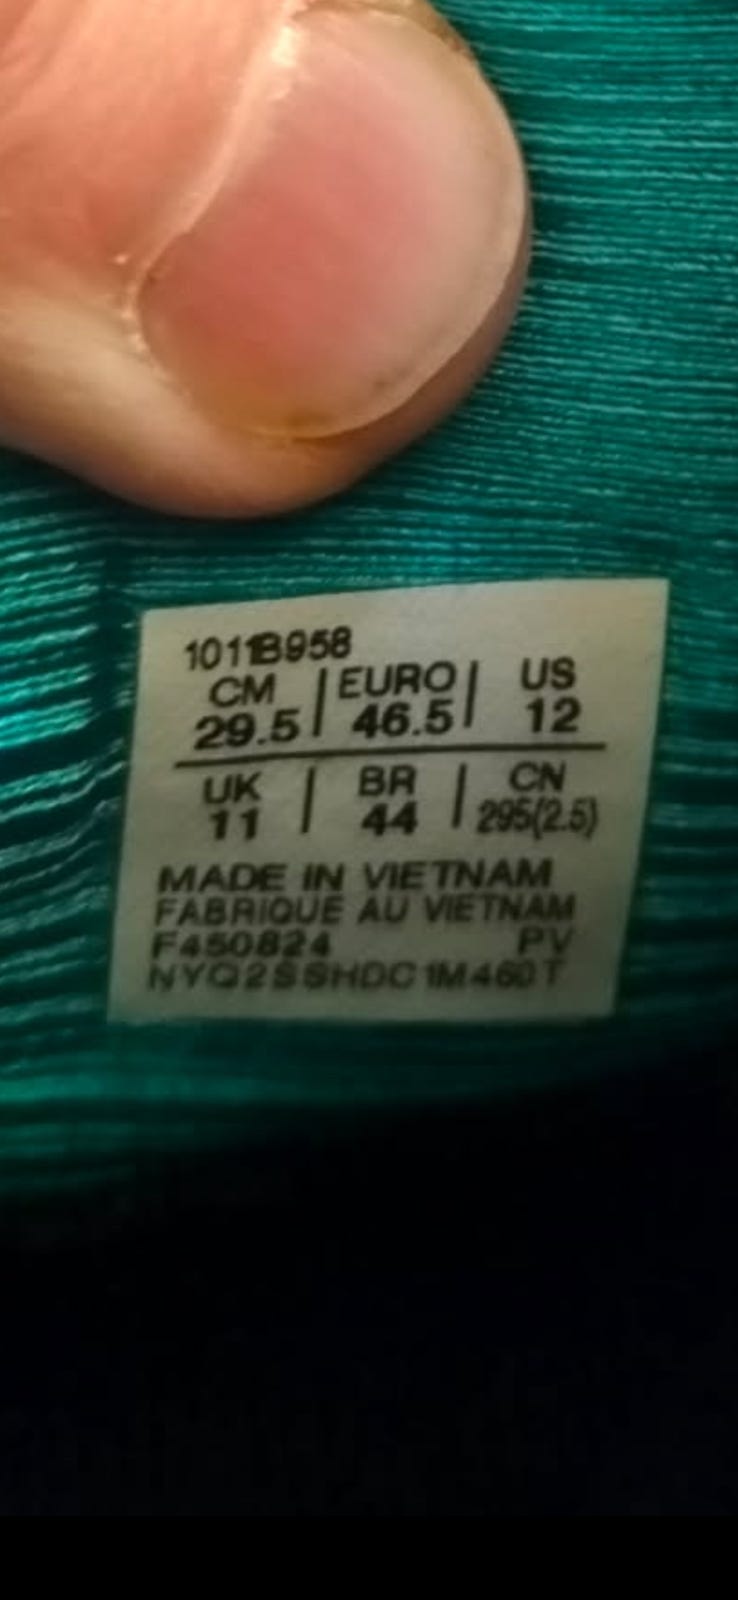 1011B958
CM | EURO | US
29.5 | 46.5 | 12
UK | BR | CN
11 | 44 | 295(2.5)
MADE IN VIETNAM
FABRIQUE AU VIETNAM
F450824 PV